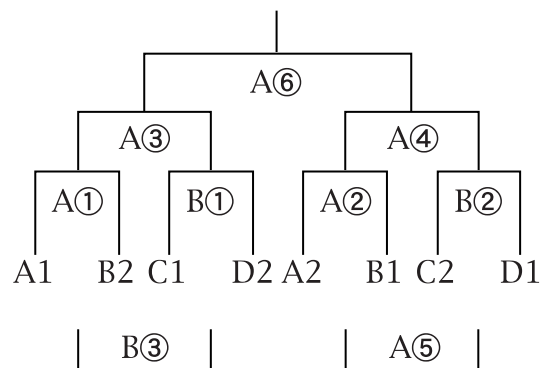 A⑥
A③ A④
A① B① A② B②
A1 B2 C1 D2 A2 B1 C2 D1
B③ A⑤